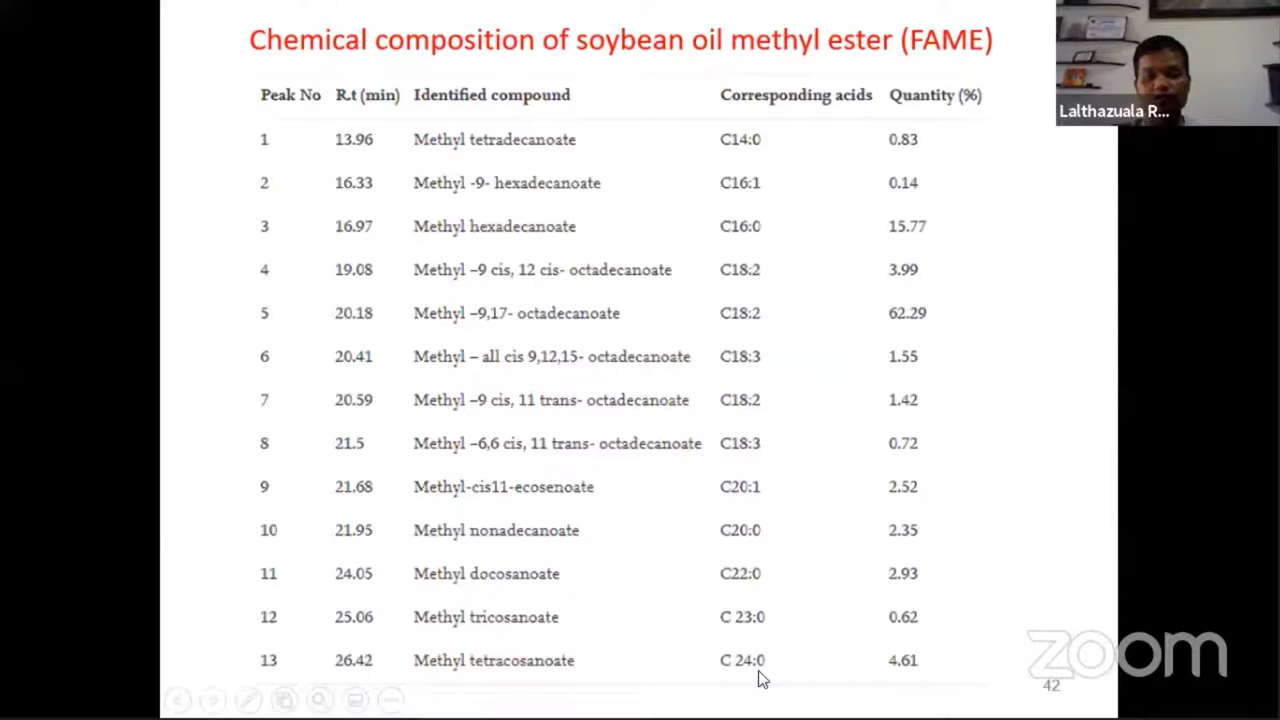 Chemical composition of soybean oil methyl ester (FAME)
Peak No R.t (min) Identified compound Corresponding acids Quantity (%)
1 13.96 Methyl tetradecanoate C14:0 0.83
2 16.33 Methyl -9- hexadecanoate C16:1 0.14
3 16.97 Methyl hexadecanoate C16:0 15.77
4 19.08 Methyl –9 cis, 12 cis- octadecanoate C18:2 3.99
5 20.18 Methyl –9,17- octadecanoate C18:2 62.29
6 20.41 Methyl – all cis 9,12,15- octadecanoate C18:3 1.55
7 20.59 Methyl –9 cis, 11 trans- octadecanoate C18:2 1.42
8 21.5 Methyl –6,6 cis, 11 trans- octadecanoate C18:3 0.72
9 21.68 Methyl-cis11-ecosenoate C20:1 2.52
10 21.95 Methyl nonadecanoate C20:0 2.35
11 24.05 Methyl docosanoate C22:0 2.93
12 25.06 Methyl tricosanoate C 23:0 0.62
13 26.42 Methyl tetracosanoate C 24:0 4.61
Lalthazuala R...
zoom
42